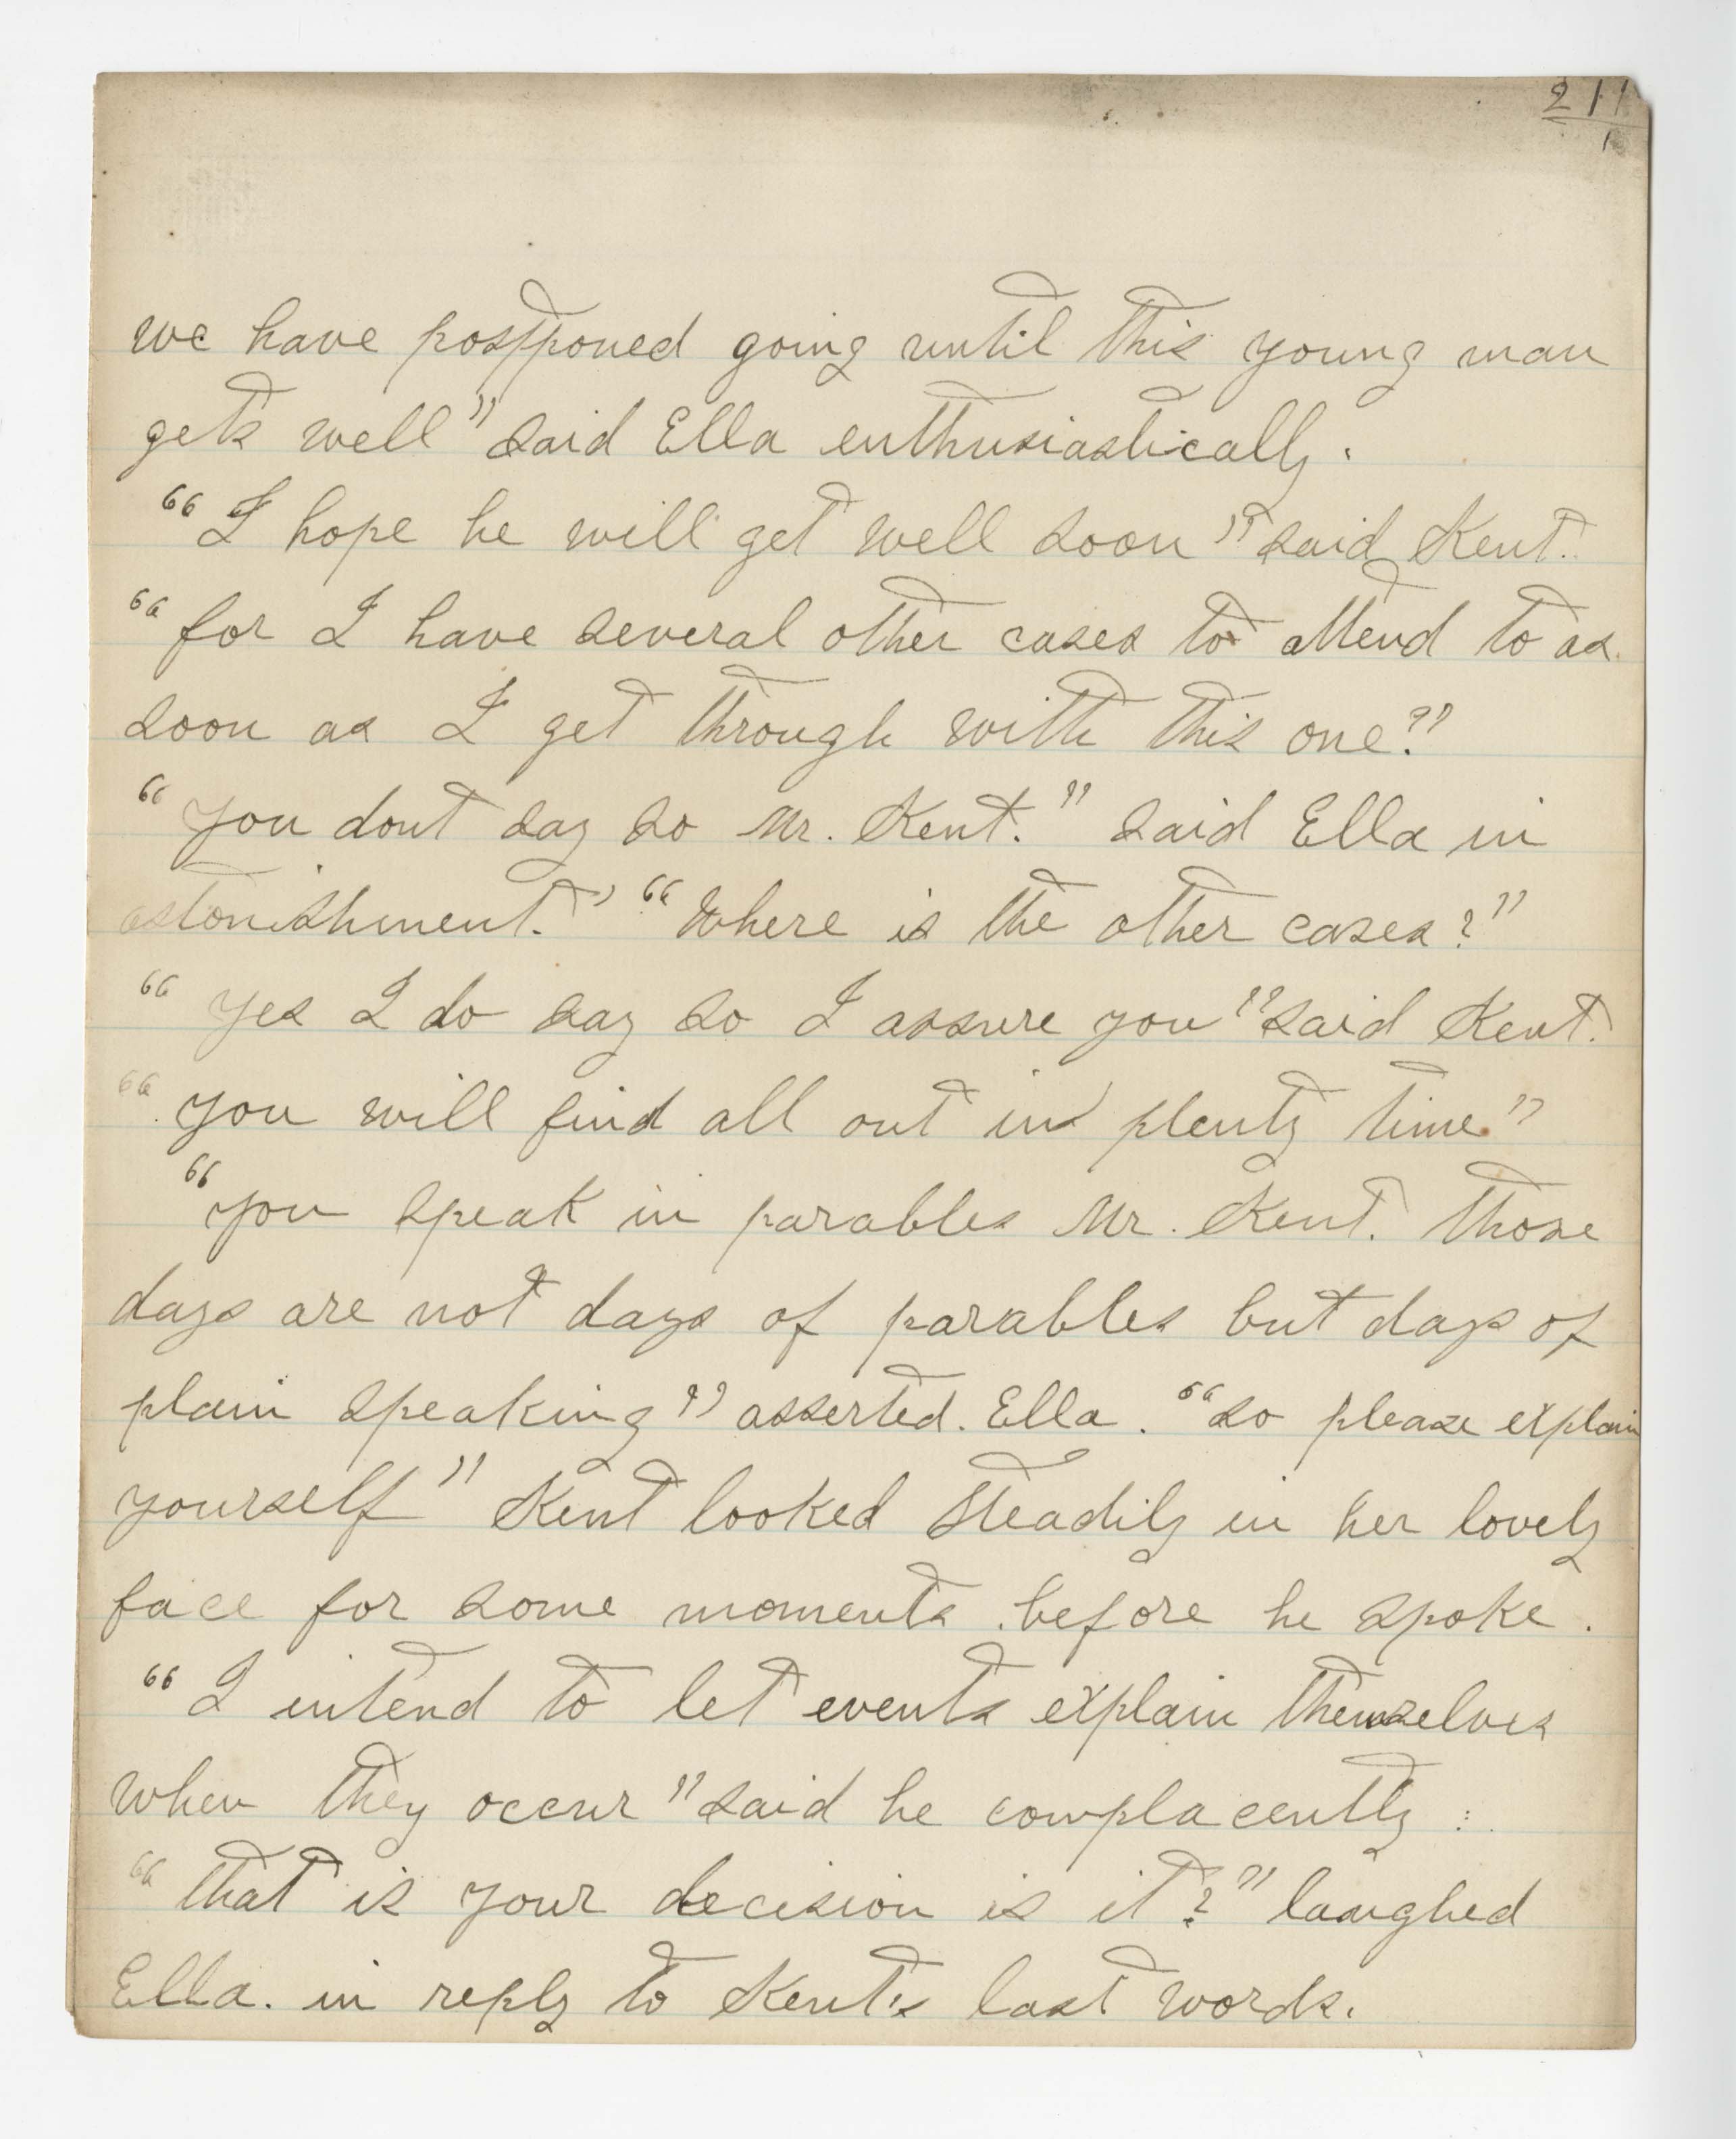 211
1
we have postponed going until this young man
gets well" said Ella enthusiastically.
"I hope he will get well soon" said Kent.
"for I have several other cases to attend to as
soon as I get through with this one?"
"you dont say so Mr. Kent." said Ella in
astonishment." "Where is the other cases?"
"yes I do say so I assure you" said Kent.
"you will find all out in plenty time."
"you speak in parables Mr. Kent. Those
days are not days of parables but days of
plain speaking" asserted. Ella. "so please explain
yourself" Kent looked steadily in her lovely
face for some moments. before he spoke.
"I intend to let events explain themselves
when they occur" said he complacently:
"that is your decision is it?" laughed
Ella. in reply to Kent's last words.